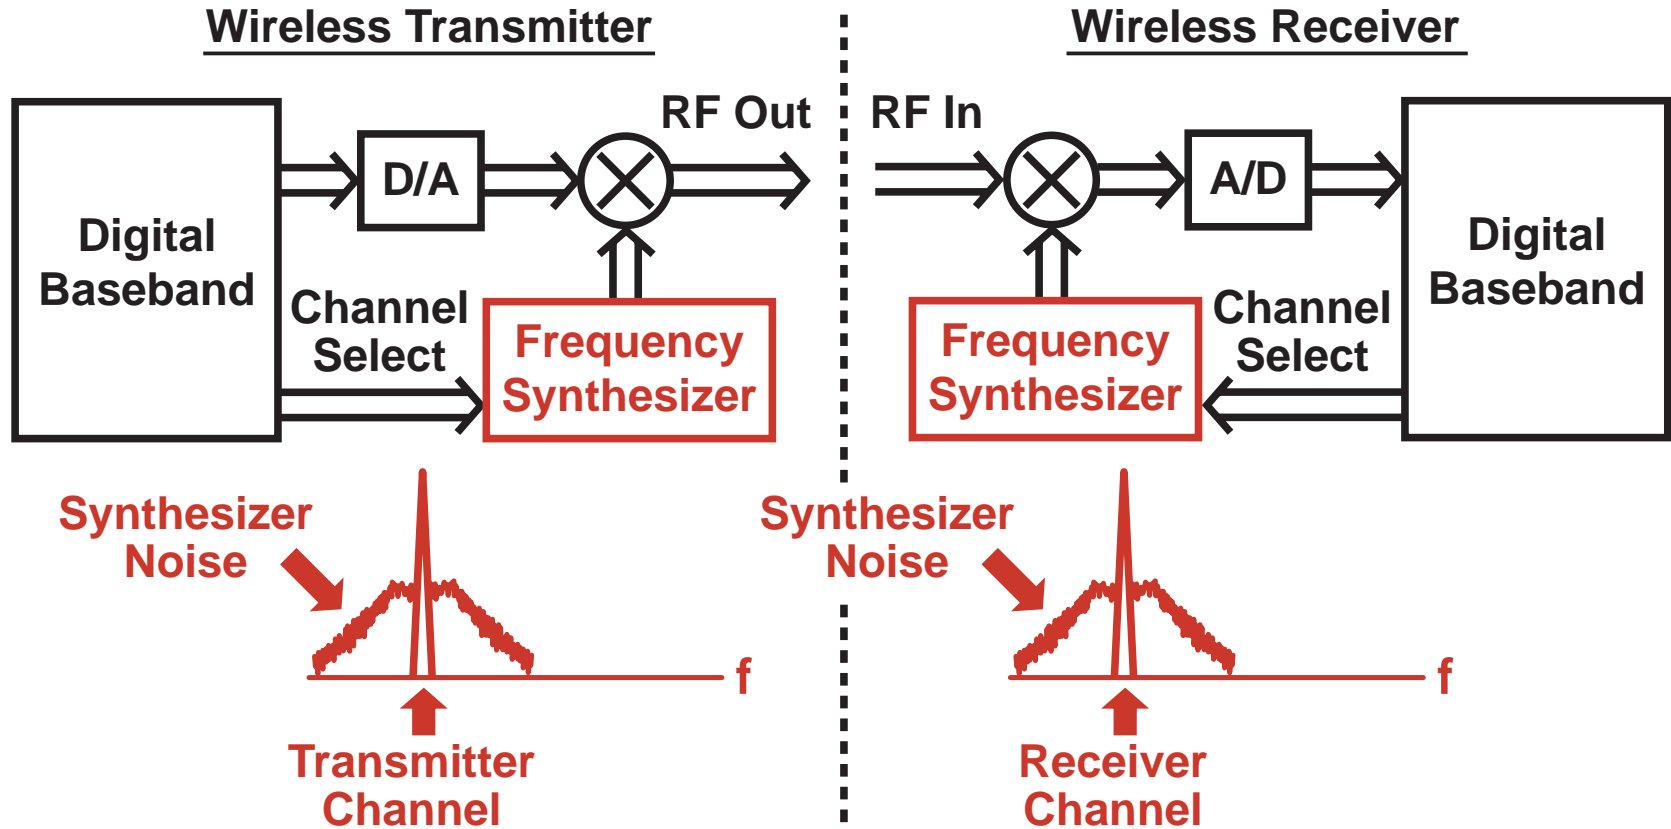 Wireless Transmitter
Wireless Receiver
RF Out
RF In
D/A
A/D
Digital
Baseband
Digital
Baseband
Channel
Select
Frequency
Synthesizer
Frequency
Synthesizer
Channel
Select
Synthesizer
Noise
f
Transmitter
Channel
Synthesizer
Noise
f
Receiver
Channel